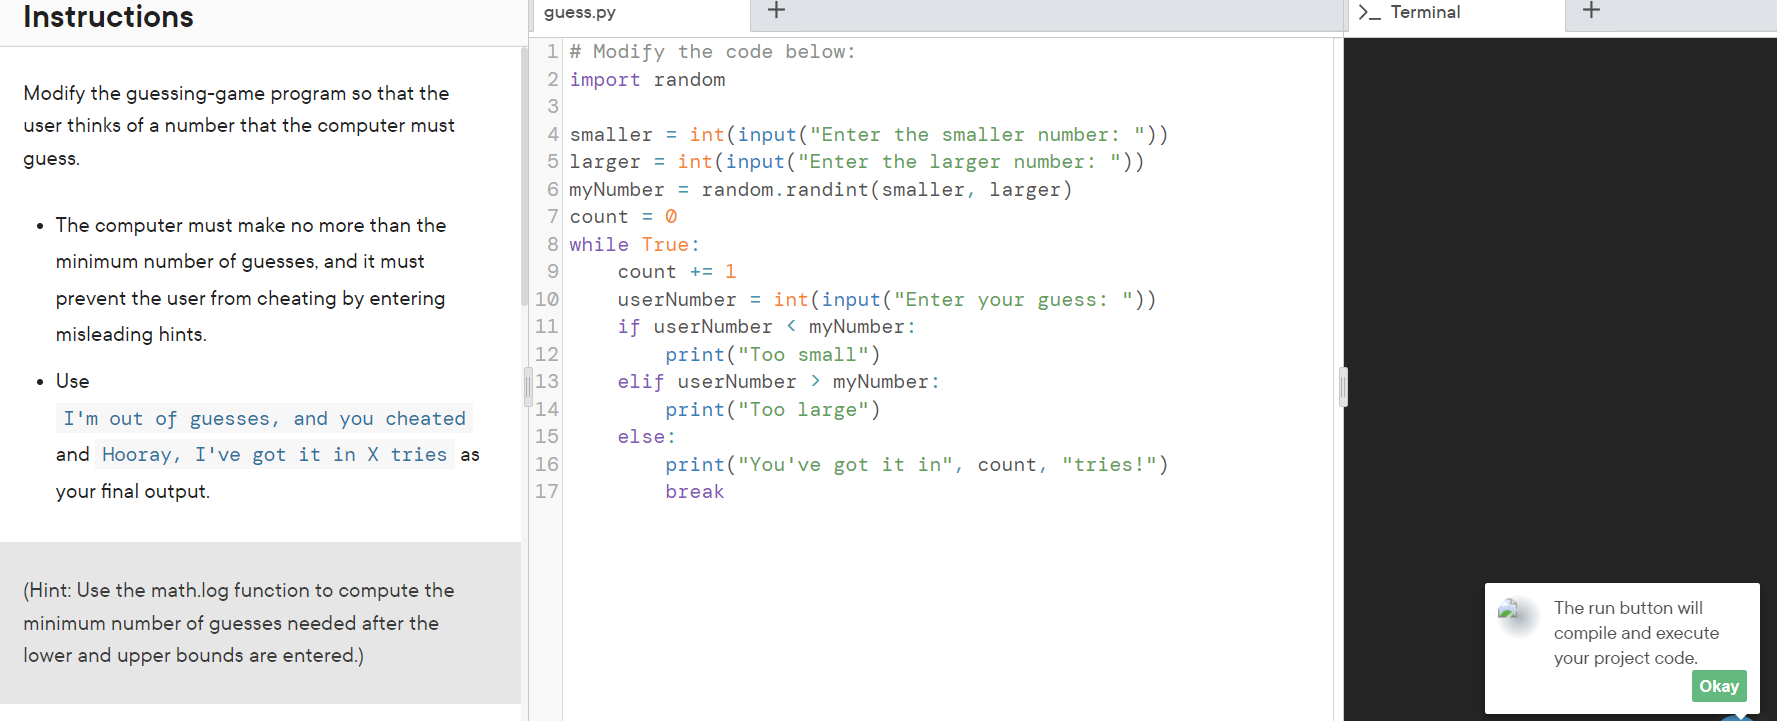 Instructions
Modify the guessing-game program so that the
user thinks of a number that the computer must
guess.
• The computer must make no more than the
minimum number of guesses, and it must
prevent the user from cheating by entering
misleading hints.
• Use
I'm out of guesses, and you cheated
and Hooray, I've got it in X tries as
your final output.
(Hint: Use the math.log function to compute the
minimum number of guesses needed after the
lower and upper bounds are entered.)
guess.py +
1 # Modify the code below:
2 import random
3
4 smaller = int(input("Enter the smaller number: "))
5 larger = int(input("Enter the larger number: "))
6 myNumber = random.randint(smaller, larger)
7 count = 0
8 while True:
9     count += 1
10     userNumber = int(input("Enter your guess: "))
11     if userNumber < myNumber:
12         print("Too small")
13     elif userNumber > myNumber:
14         print("Too large")
15     else:
16         print("You've got it in", count, "tries!")
17         break
>_ Terminal +
The run button will
compile and execute
your project code.
Okay